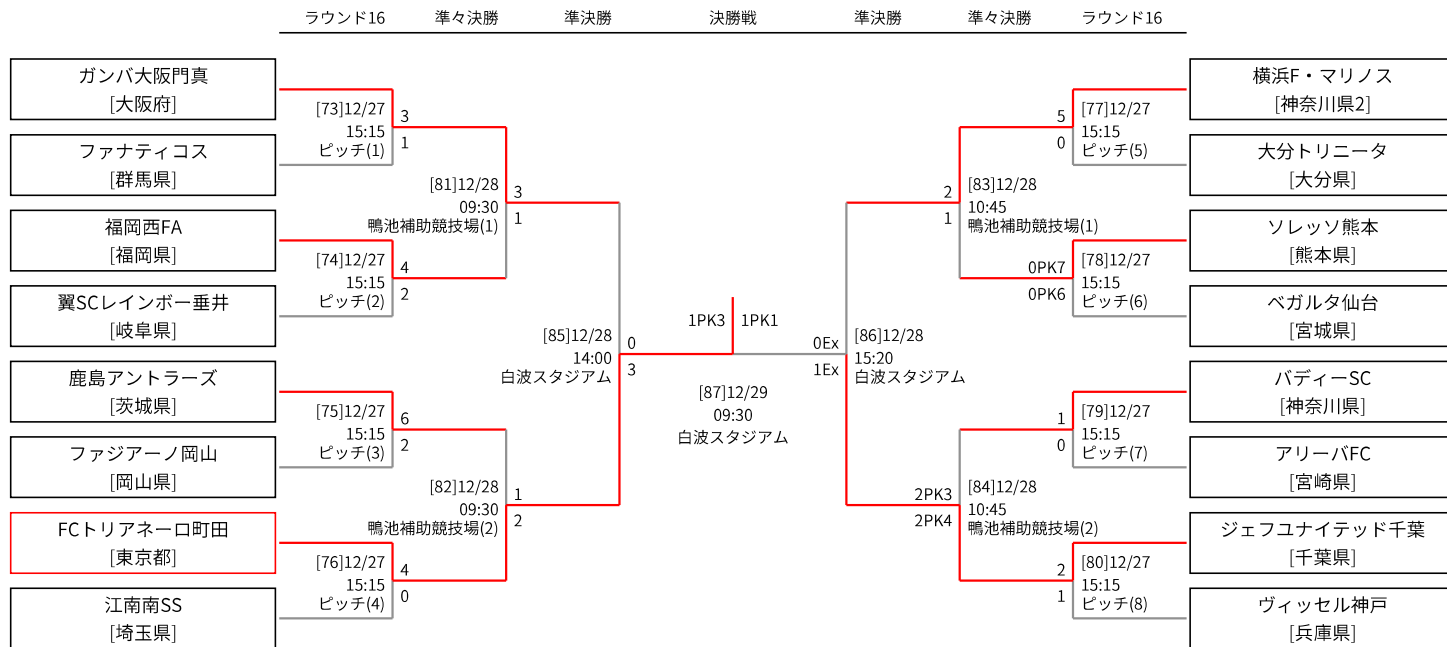 ラウンド16 準々決勝 準決勝 決勝戦 準決勝 準々決勝 ラウンド16
ガンバ大阪門真
[大阪府]
ファナティコス
[群馬県]
福岡西FA
[福岡県]
翼SCレインボー垂井
[岐阜県]
鹿島アントラーズ
[茨城県]
ファジアーノ岡山
[岡山県]
FCトリアネーロ町田
[東京都]
江南南SS
[埼玉県]
[73]12/27
15:15
ピッチ(1)
3
1
[74]12/27
15:15
ピッチ(2)
4
2
[75]12/27
15:15
ピッチ(3)
6
2
[76]12/27
15:15
ピッチ(4)
4
0
[81]12/28
09:30
鴨池補助競技場(1)
3
1
[82]12/28
09:30
鴨池補助競技場(2)
1
2
[85]12/28
14:00
白波スタジアム
0
3
1PK3 1PK1
[87]12/29
09:30
白波スタジアム
0Ex
1Ex
[86]12/28
15:20
白波スタジアム
2
1
[83]12/28
10:45
鴨池補助競技場(1)
2PK3
2PK4
[84]12/28
10:45
鴨池補助競技場(2)
5
0
[77]12/27
15:15
ピッチ(5)
0PK7
0PK6
[78]12/27
15:15
ピッチ(6)
1
0
[79]12/27
15:15
ピッチ(7)
2
1
[80]12/27
15:15
ピッチ(8)
横浜F・マリノス
[神奈川県2]
大分トリニータ
[大分県]
ソレッソ熊本
[熊本県]
ベガルタ仙台
[宮城県]
バディーSC
[神奈川県]
アリーバFC
[宮崎県]
ジェフユナイテッド千葉
[千葉県]
ヴィッセル神戸
[兵庫県]